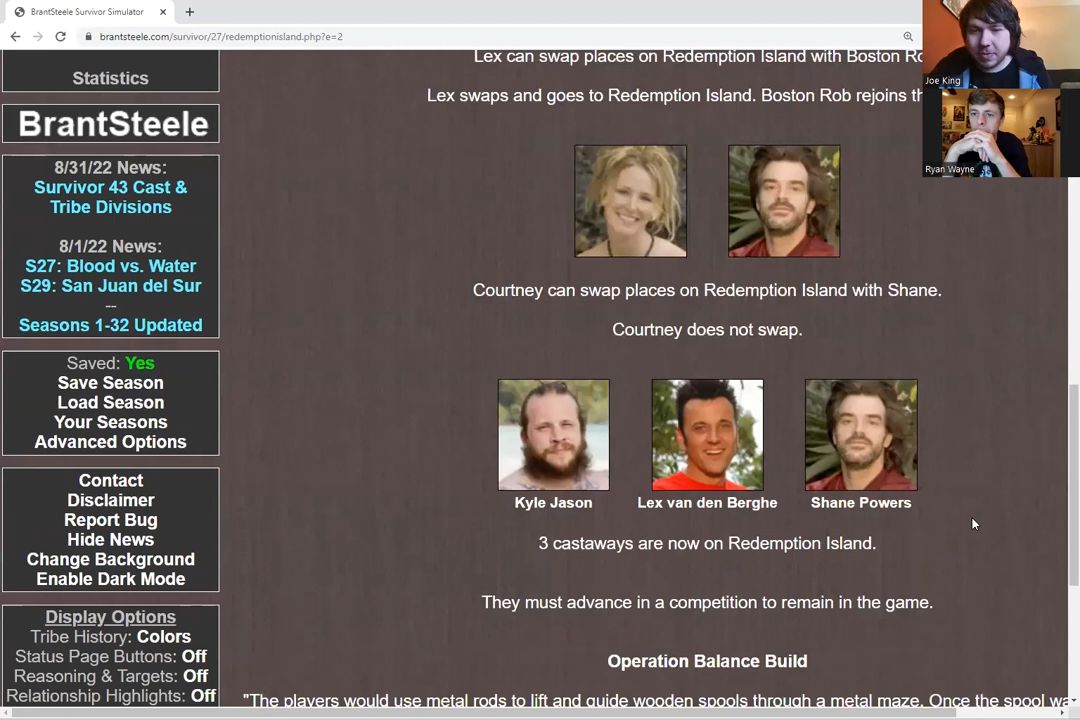 BrantSteele Survivor Simulator
brantsteele.com/survivor/27/redemptionisland.php?e=2
Joe King
Ryan Wayne
Statistics
BrantSteele
8/31/22 News:
Survivor 43 Cast &
Tribe Divisions
8/1/22 News:
S27: Blood vs. Water
S29: San Juan del Sur
--
Seasons 1-32 Updated
Saved: Yes
Save Season
Load Season
Your Seasons
Advanced Options
Contact
Disclaimer
Report Bug
Hide News
Change Background
Enable Dark Mode
Display Options
Tribe History: Colors
Status Page Buttons: Off
Reasoning & Targets: Off
Relationship Highlights: Off
Lex can swap places on Redemption Island with Boston
Lex swaps and goes to Redemption Island. Boston Rob rejoins
Courtney can swap places on Redemption Island with Shane.
Courtney does not swap.
Kyle Jason
Lex van den Berghe
Shane Powers
3 castaways are now on Redemption Island.
They must advance in a competition to remain in the game.
Operation Balance Build
"The players would use metal rods to lift and guide wooden spools through a metal maze. Once the spool